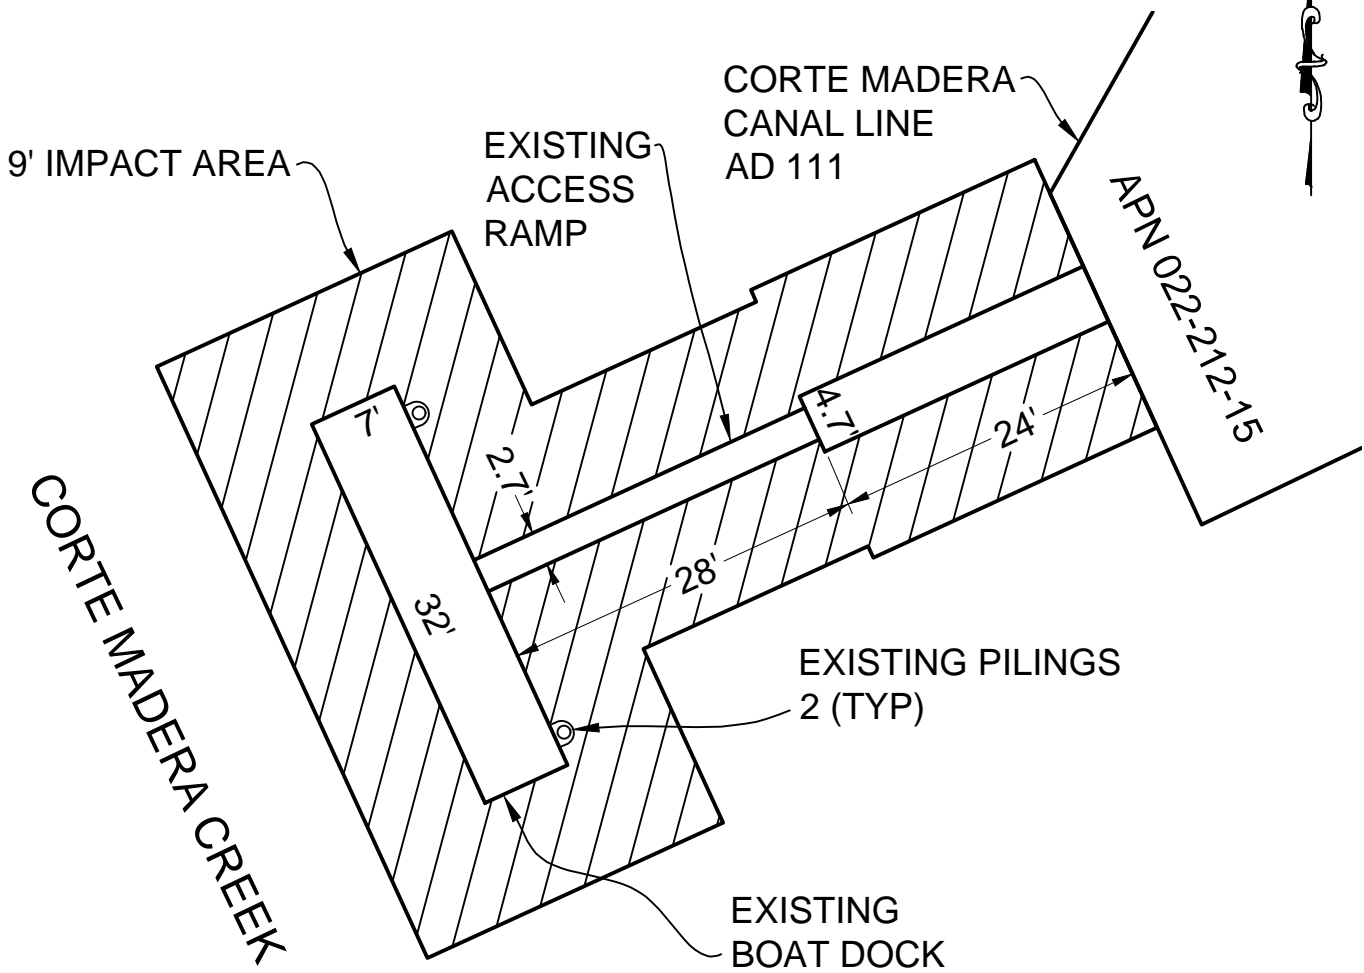 CORTE MADERA
CANAL LINE
AD 111
9' IMPACT AREA
EXISTING
ACCESS
RAMP
APN 022-212-15
7'
4.7'
24'
2.7'
28'
32'
CORTE MADERA CREEK
EXISTING PILINGS
2 (TYP)
EXISTING
BOAT DOCK